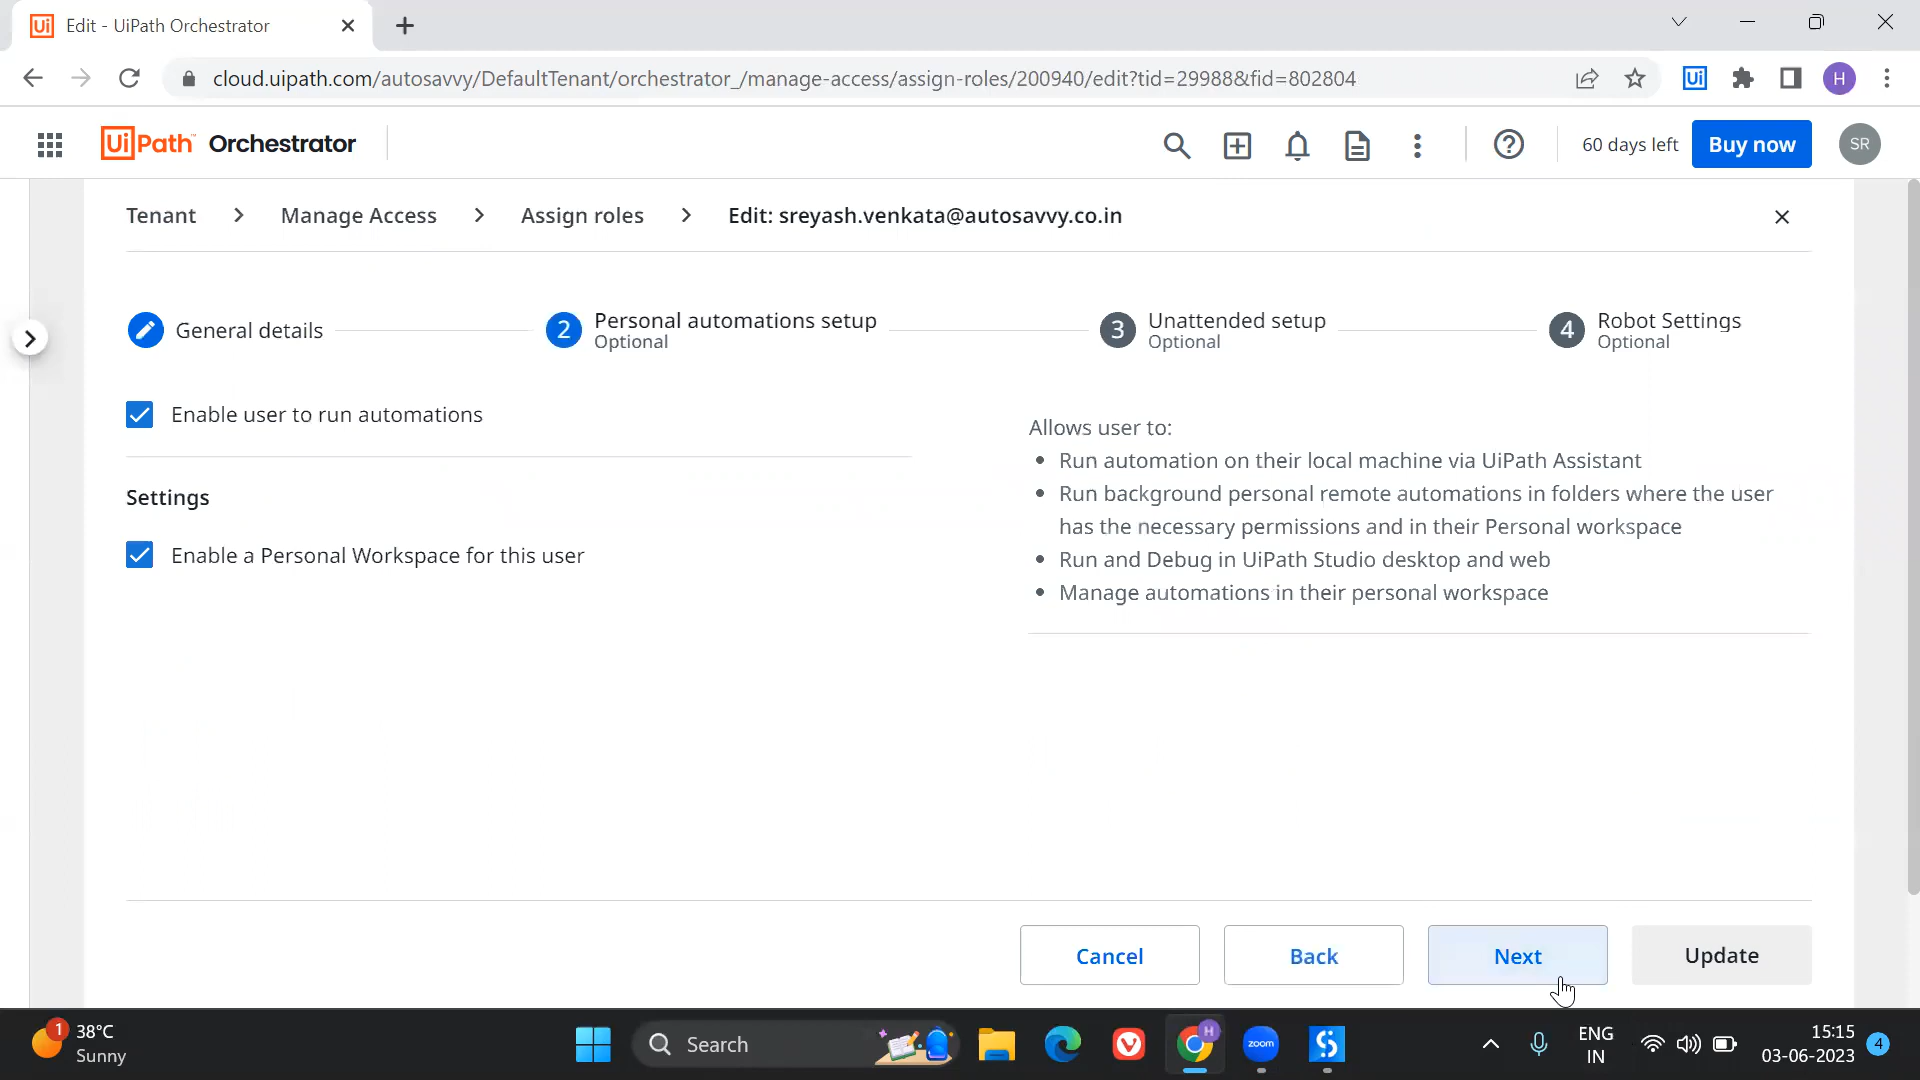 Edit - UiPath Orchestrator
cloud.uipath.com/autosavvy/DefaultTenant/orchestrator_/manage-access/assign-roles/200940/edit?tid=29988&fid=802804
Ui
H
UiPath™ Orchestrator
60 days left
Buy now
SR
Tenant > Manage Access > Assign roles > Edit: sreyash.venkata@autosavvy.co.in
General details
2 Personal automations setup
Optional
3 Unattended setup
Optional
4 Robot Settings
Optional
Enable user to run automations
Settings
Enable a Personal Workspace for this user
Allows user to:
• Run automation on their local machine via UiPath Assistant
• Run background personal remote automations in folders where the user
has the necessary permissions and in their Personal workspace
• Run and Debug in UiPath Studio desktop and web
• Manage automations in their personal workspace
Cancel
Back
Next
Update
1
38°C
Sunny
Search
H
zoom
ENG
IN
15:15
03-06-2023
4